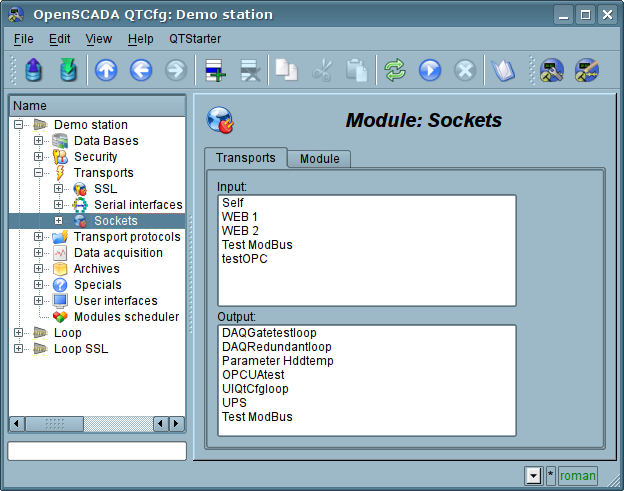 OpenSCADA QTCfg: Demo station
File Edit View Help QTStarter
Name
Demo station
Data Bases
Security
Transports
SSL
Serial interfaces
Sockets
Transport protocols
Data acquisition
Archives
Specials
User interfaces
Modules scheduler
Loop
Loop SSL
Module: Sockets
Transports Module
Input:
Self
WEB 1
WEB 2
Test ModBus
testOPC
Output:
DAQGatetestloop
DAQRedundantloop
Parameter Hddtemp
OPCUAtest
UIQtCfgloop
UPS
Test ModBus
* roman